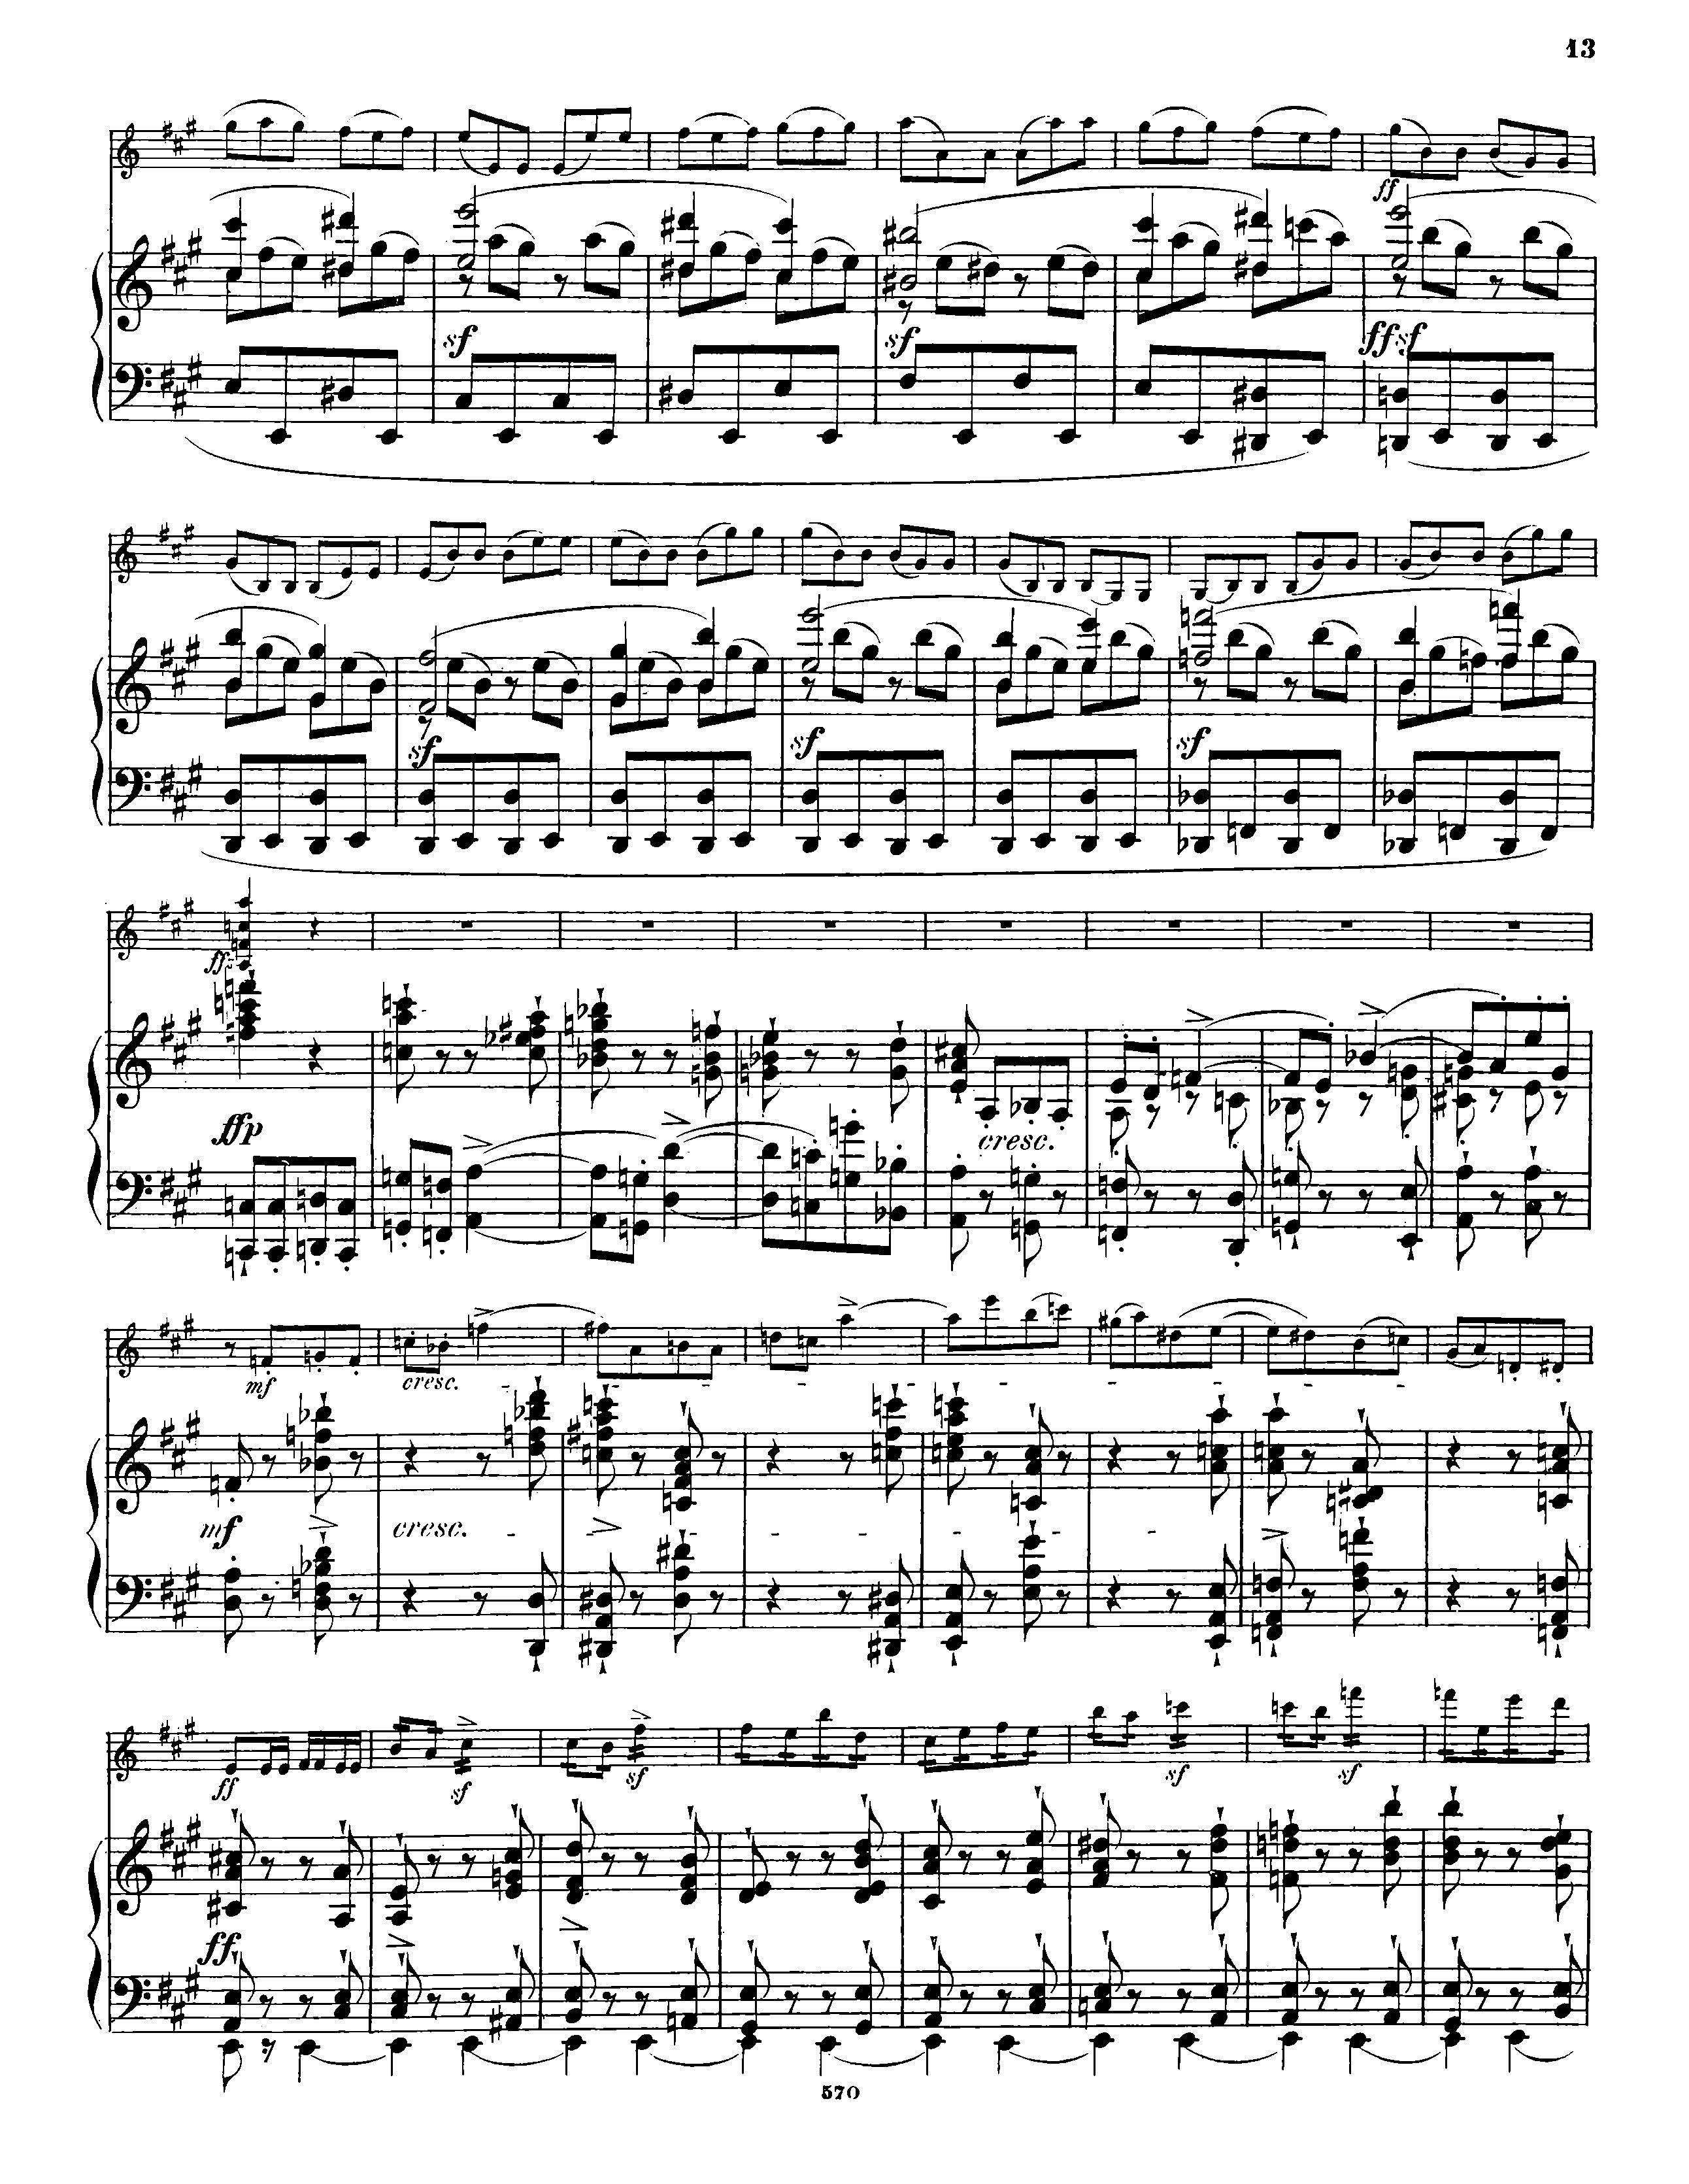 13
ff
sf sf ff sf
sf sf sf
ff
ffp
cresc.
mf cresc.
mf cresc.
ff sf sf sf sf
ff
570